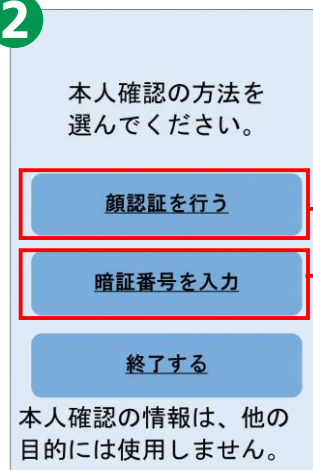 2
本人確認の方法を
選んでください。
顔認証を行う
暗証番号を入力
終了する
本人確認の情報は、他の
目的には使用しません。